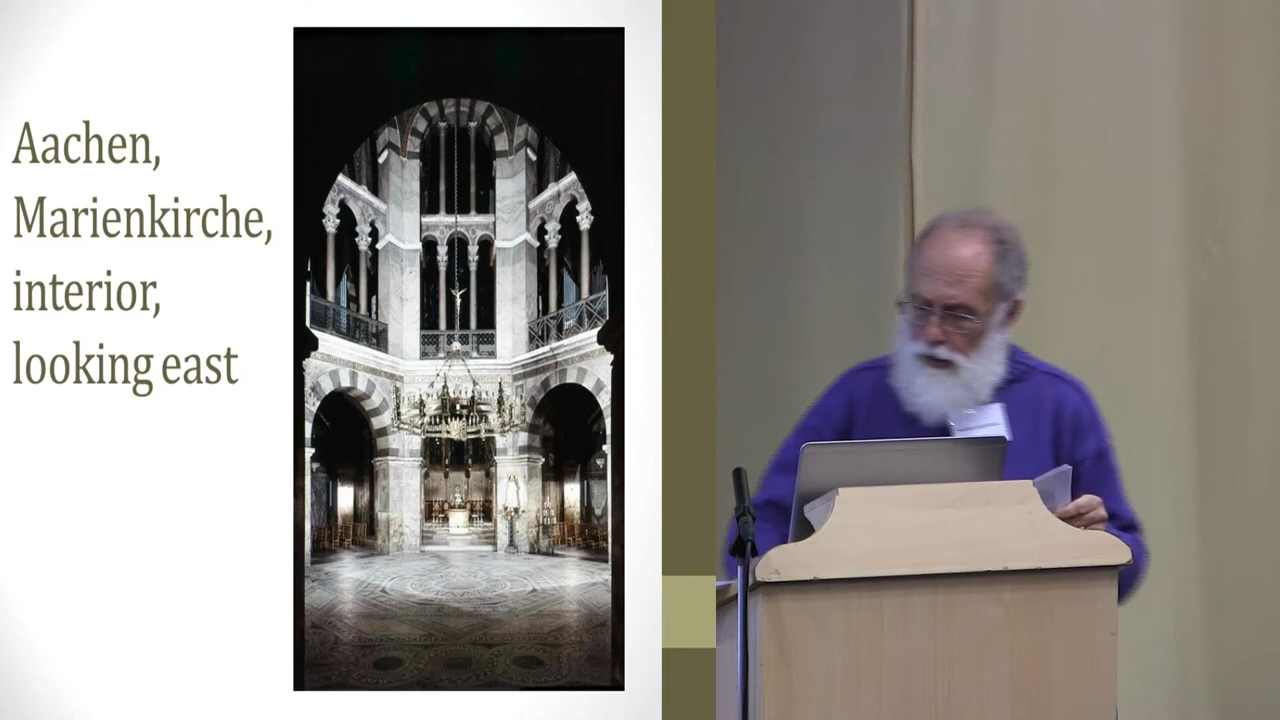 Aachen,
Marienkirche,
interior,
looking east